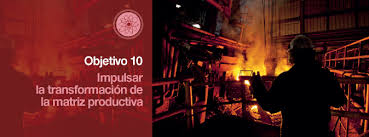 Objetivo 10
Impulsar
la transformación de
la matriz productiva